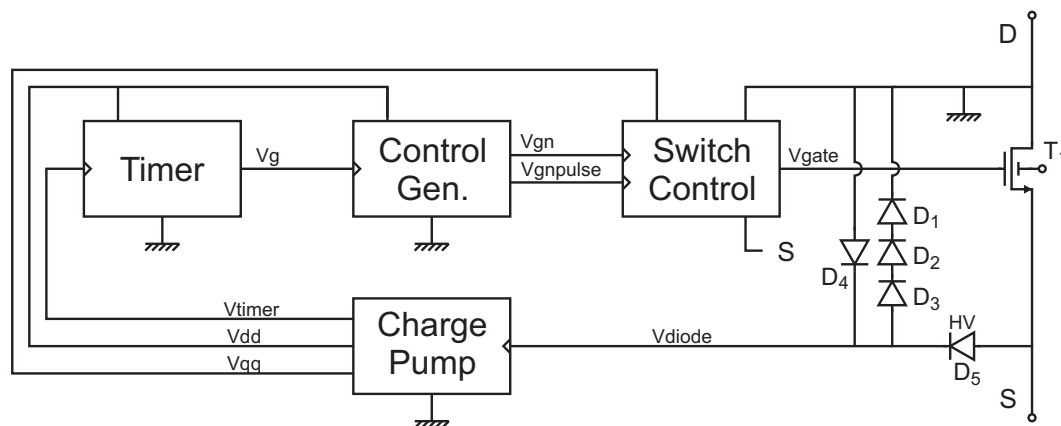 D
Timer
Vg
Control
Gen.
Vgn
Vgnpulse
Switch
Control
Vgate
T
S
D1
D2
D3
D4
Vtimer
Vdd
Vqq
Charge
Pump
Vdiode
HV
D5
S